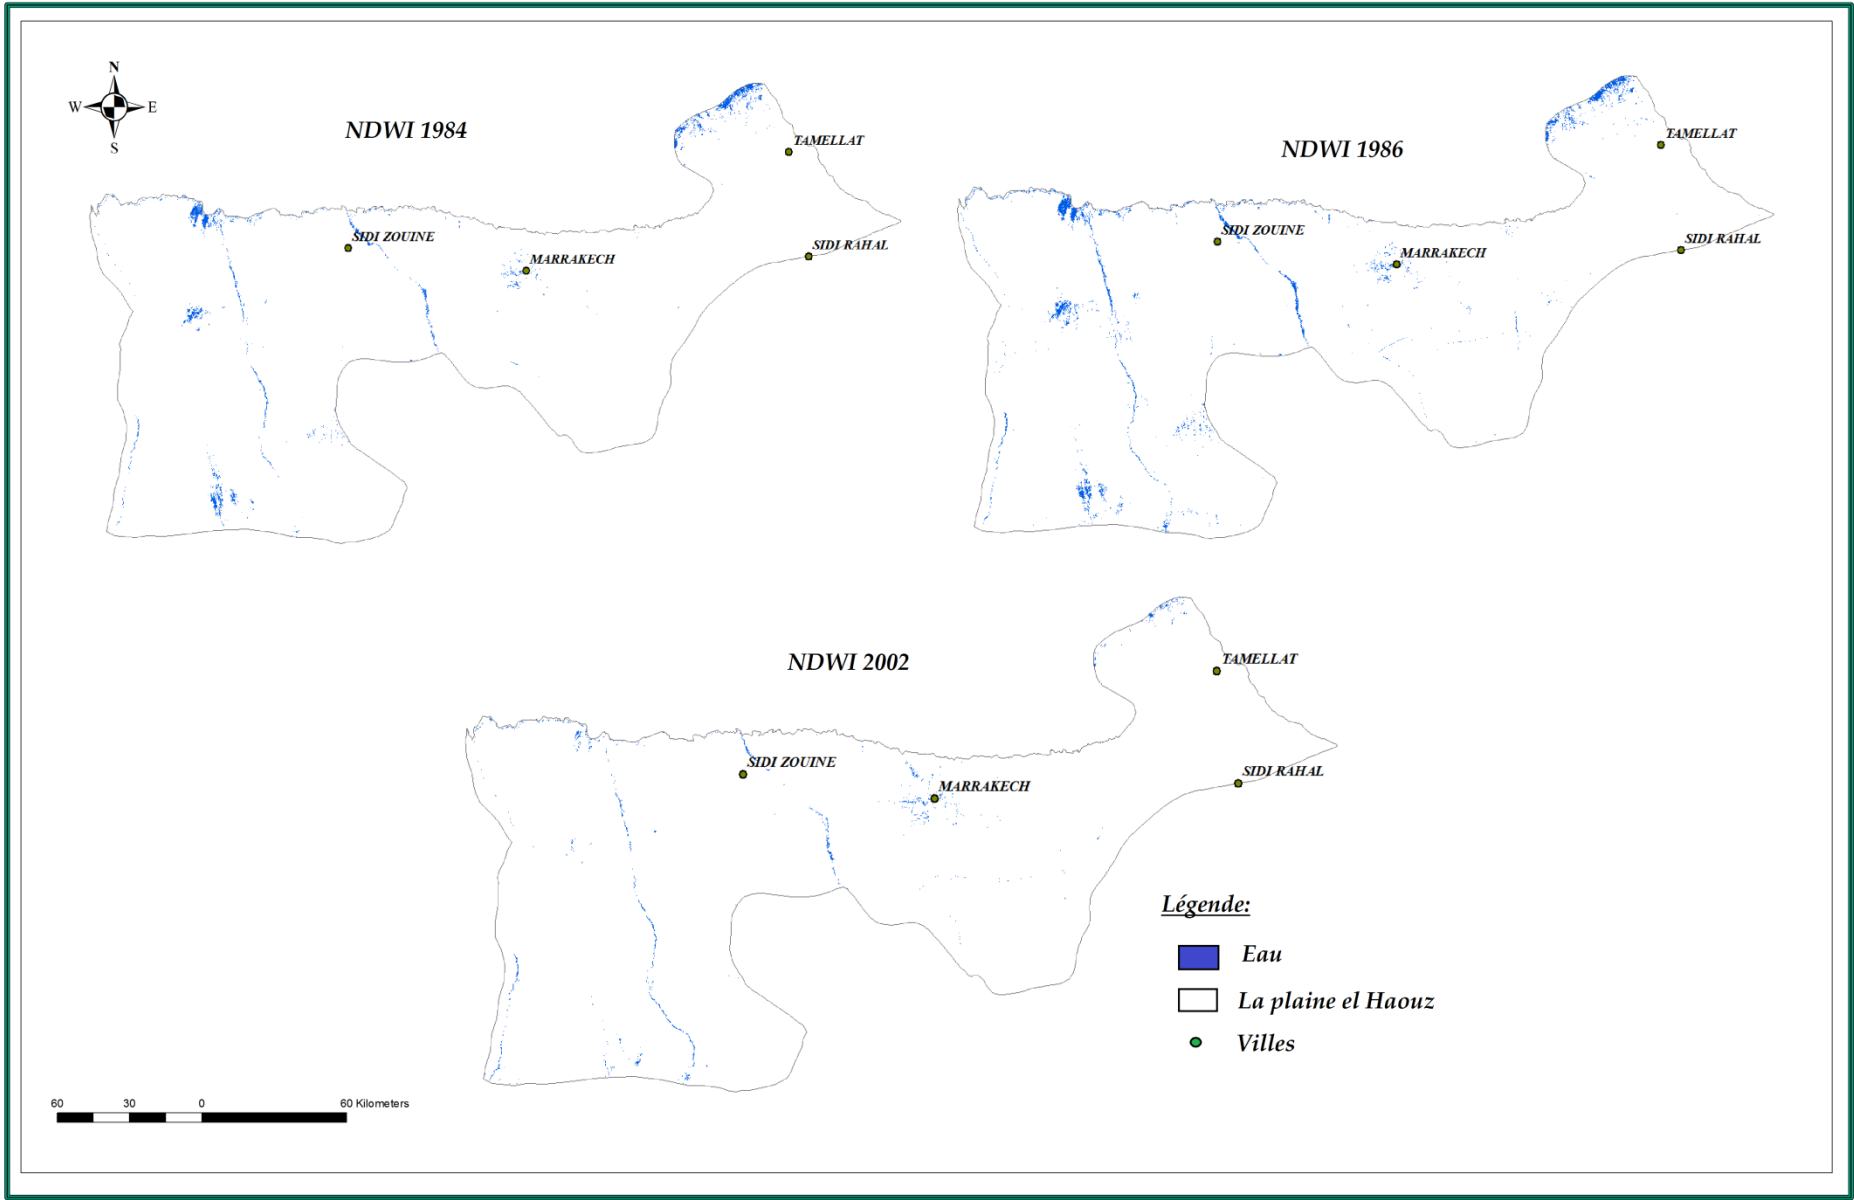 N
W E
S
NDWI 1984
TAMELLAT
SIDI ZOUINE
SIDI RAHAL
MARRAKECH
NDWI 1986
TAMELLAT
SIDI ZOUINE
SIDI RAHAL
MARRAKECH
NDWI 2002
TAMELLAT
SIDI ZOUINE
SIDI RAHAL
MARRAKECH
Légende:
Eau
La plaine el Haouz
Villes
60 30 0 60 Kilometers